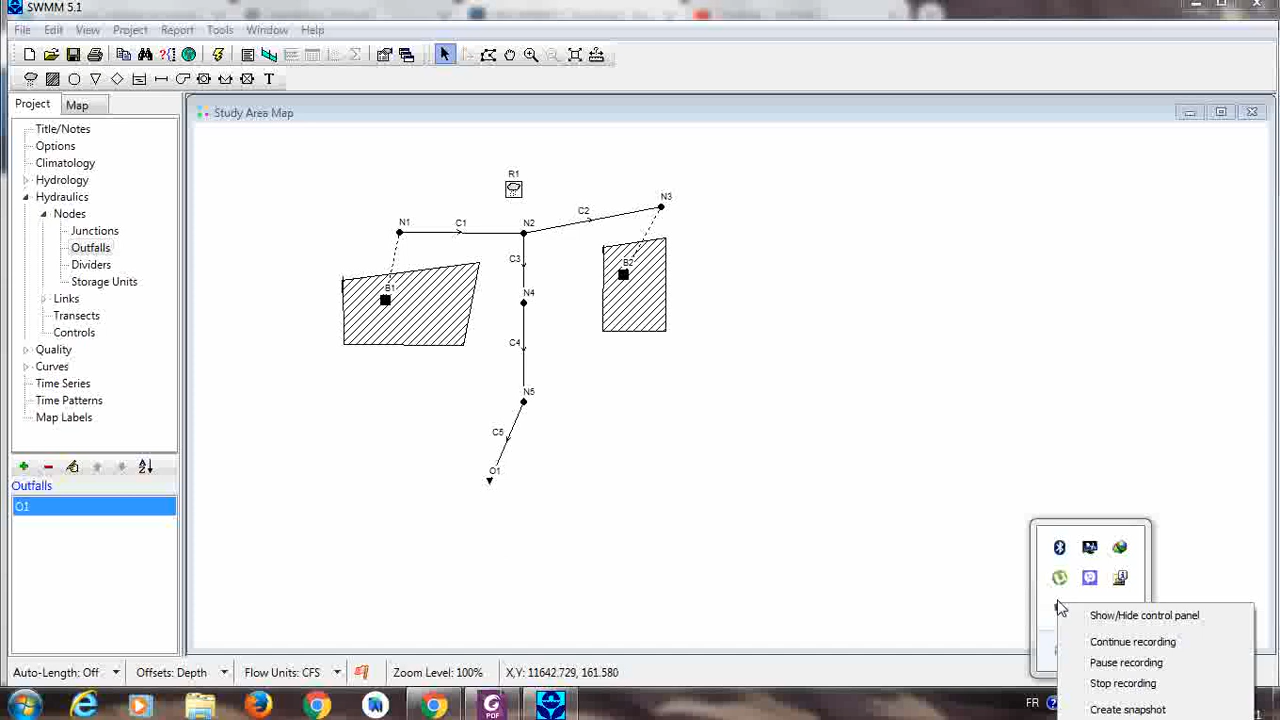 SWMM 5.1
File Edit View Project Report Tools Window Help
T
Project Map
Study Area Map
Title/Notes
Options
Climatology
Hydrology
Hydraulics
Nodes
Junctions
Outfalls
Dividers
Storage Units
Links
Transects
Controls
Quality
Curves
Time Series
Time Patterns
Map Labels
R1
N3
C2
N1 C1 N2
C3
B2
B1
N4
C4
N5
C5
O1
Outfalls
O1
Show/Hide control panel
Continue recording
Pause recording
Stop recording
Create snapshot
Auto-Length: Off Offsets: Depth Flow Units: CFS Zoom Level: 100% X,Y: 11642.729, 161.580
PDF
FR